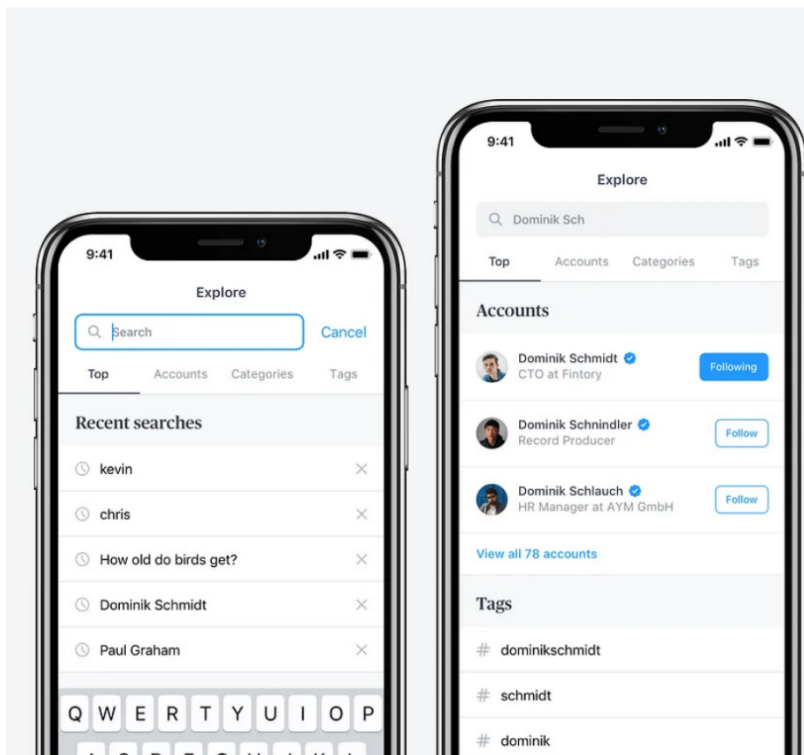 9:41
Explore
Search
Cancel
Top Accounts Categories Tags
Recent searches
kevin
chris
How old do birds get?
Dominik Schmidt
Paul Graham
Q W E R T Y U I O P
9:41
Explore
Dominik Sch
Top Accounts Categories Tags
Accounts
Dominik Schmidt
CTO at Fintory
Following
Dominik Schnindler
Record Producer
Follow
Dominik Schlauch
HR Manager at AYM GmbH
Follow
View all 78 accounts
Tags
# dominikschmidt
# schmidt
# dominik